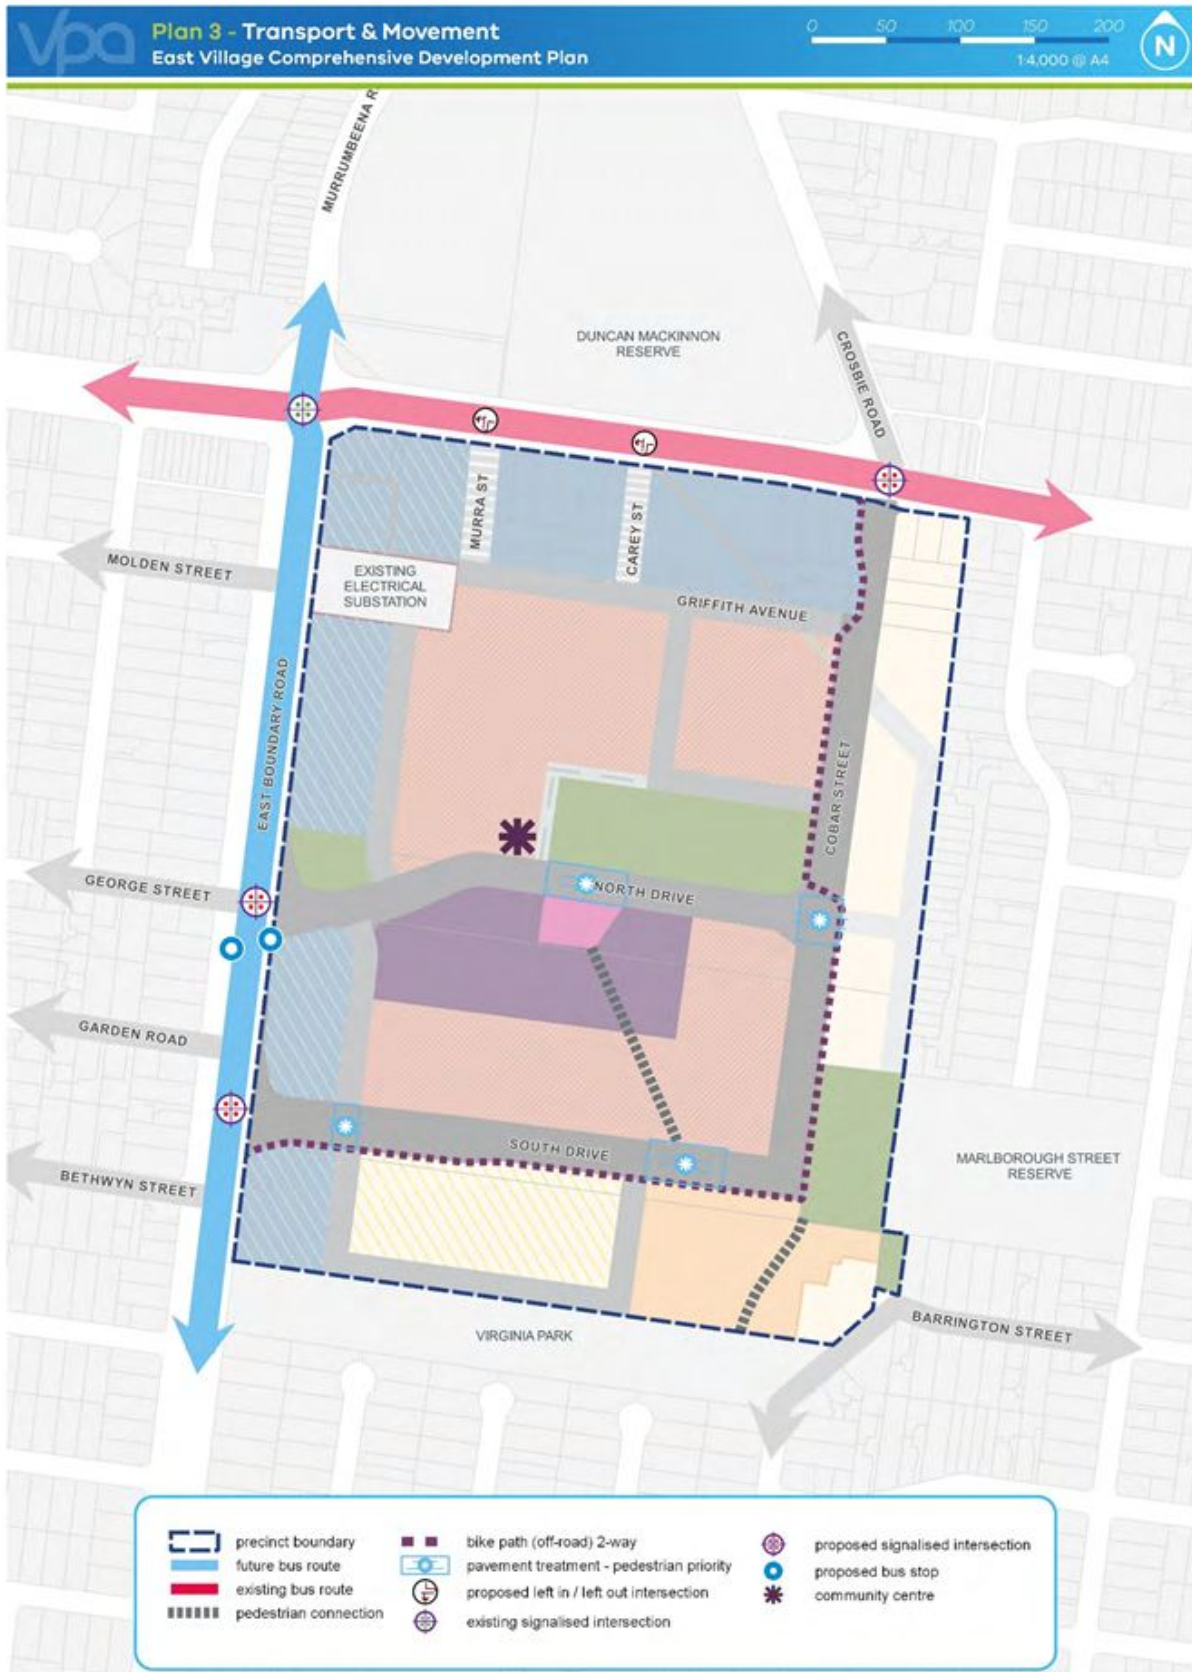 vpa
Plan 3 - Transport & Movement
East Village Comprehensive Development Plan
0 50 100 150 200
1:4,000 @ A4
N
MURRUMBEENA R
DUNCAN MACKINNON
RESERVE
CROSBIE ROAD
MURRA ST
CAREY ST
MOLDEN STREET
EXISTING
ELECTRICAL
SUBSTATION
GRIFFITH AVENUE
EAST BOUNDARY ROAD
COBAR STREET
GEORGE STREET
NORTH DRIVE
GARDEN ROAD
SOUTH DRIVE
MARLBOROUGH STREET
RESERVE
BETHWYN STREET
BARRINGTON STREET
VIRGINIA PARK
precinct boundary
future bus route
existing bus route
pedestrian connection
bike path (off-road) 2-way
pavement treatment - pedestrian priority
proposed left in / left out intersection
existing signalised intersection
proposed signalised intersection
proposed bus stop
community centre